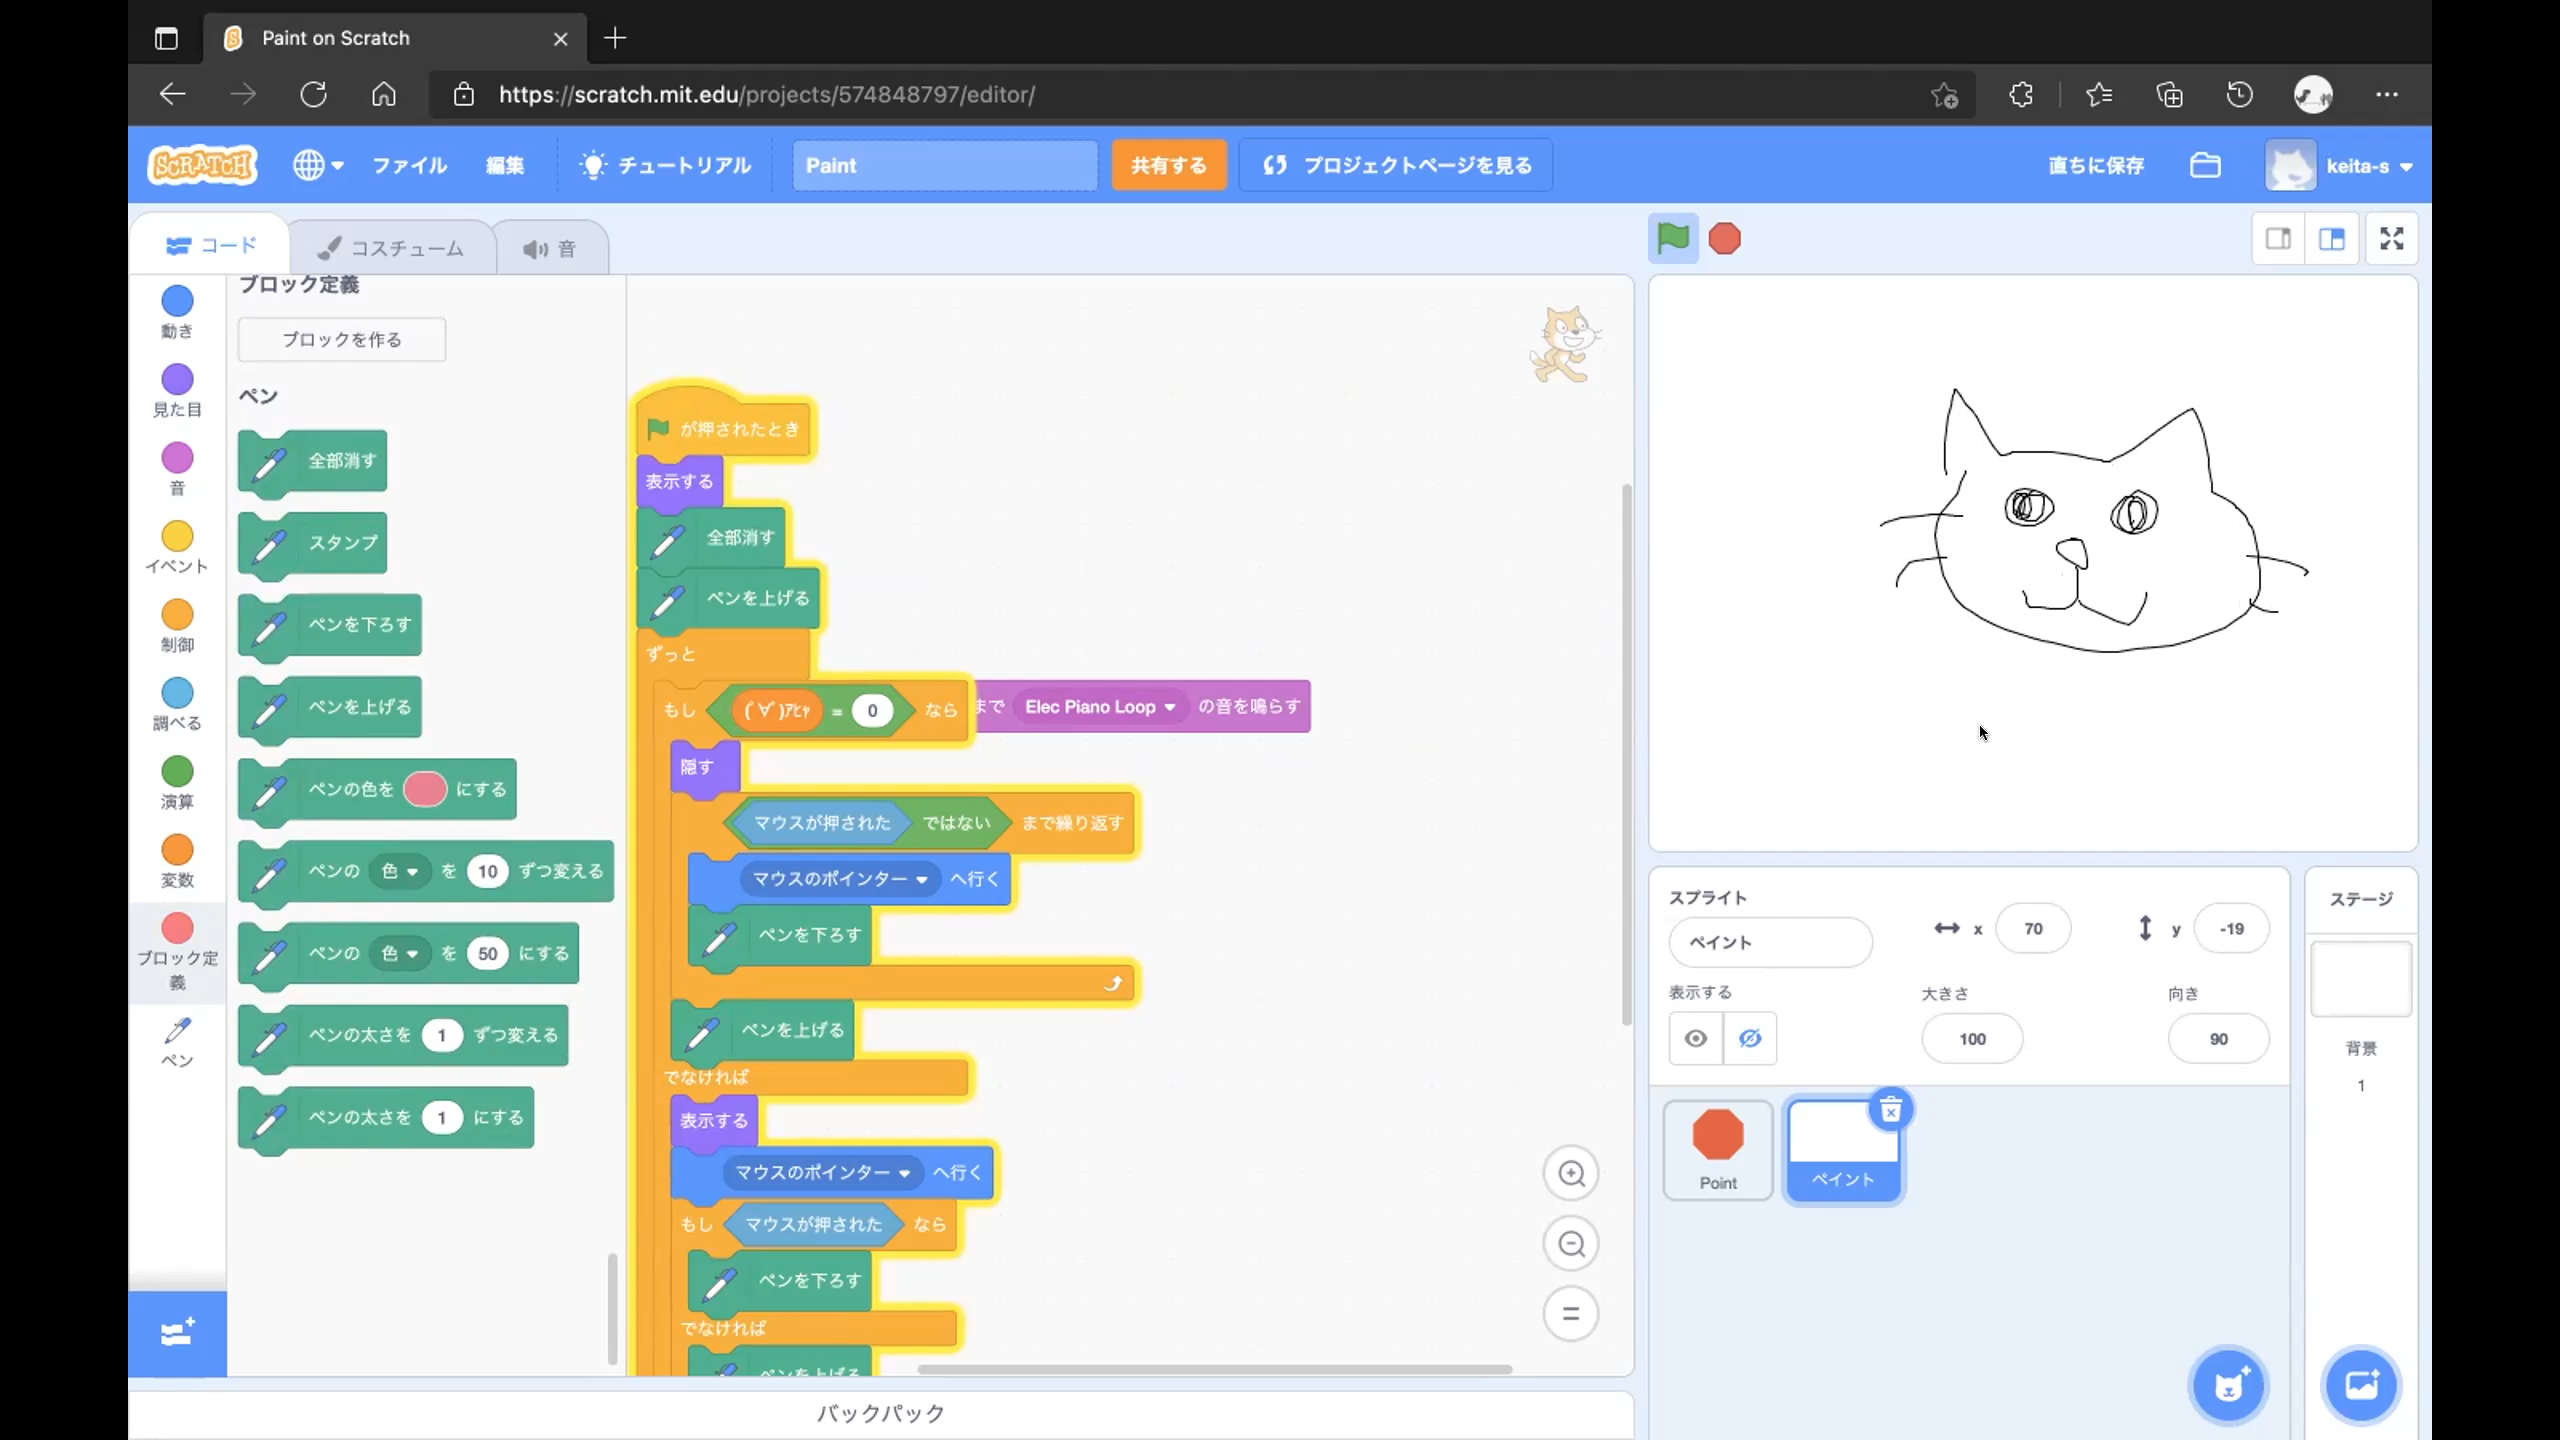 Paint on Scratch
https://scratch.mit.edu/projects/574848797/editor/
SCRATCH
ファイル
編集
チュートリアル
Paint
共有する
プロジェクトページを見る
直ちに保存
keita-s
コード
コスチューム
音
動き
見た目
音
イベント
制御
調べる
演算
変数
ブロック定
義
ペン
ブロック定義
ブロックを作る
ペン
全部消す
スタンプ
ペンを下ろす
ペンを上げる
ペンの色を にする
ペンの 色 を 10 ずつ変える
ペンの 色 を 50 にする
ペンの太さを 1 ずつ変える
ペンの太さを 1 にする
が押されたとき
表示する
全部消す
ペンを上げる
ずっと
もし (ﾟ∀ﾟ)ｱﾋｬ = 0 なら
まで Elec Piano Loop の音を鳴らす
隠す
マウスが押された ではない まで繰り返す
マウスのポインター へ行く
ペンを下ろす
ペンを上げる
でなければ
表示する
マウスのポインター へ行く
もし マウスが押された なら
ペンを下ろす
でなければ
ペンを上げる
バックパック
スプライト
ペイント
x 70
y -19
表示する
大きさ
100
向き
90
Point
ペイント
ステージ
背景
1